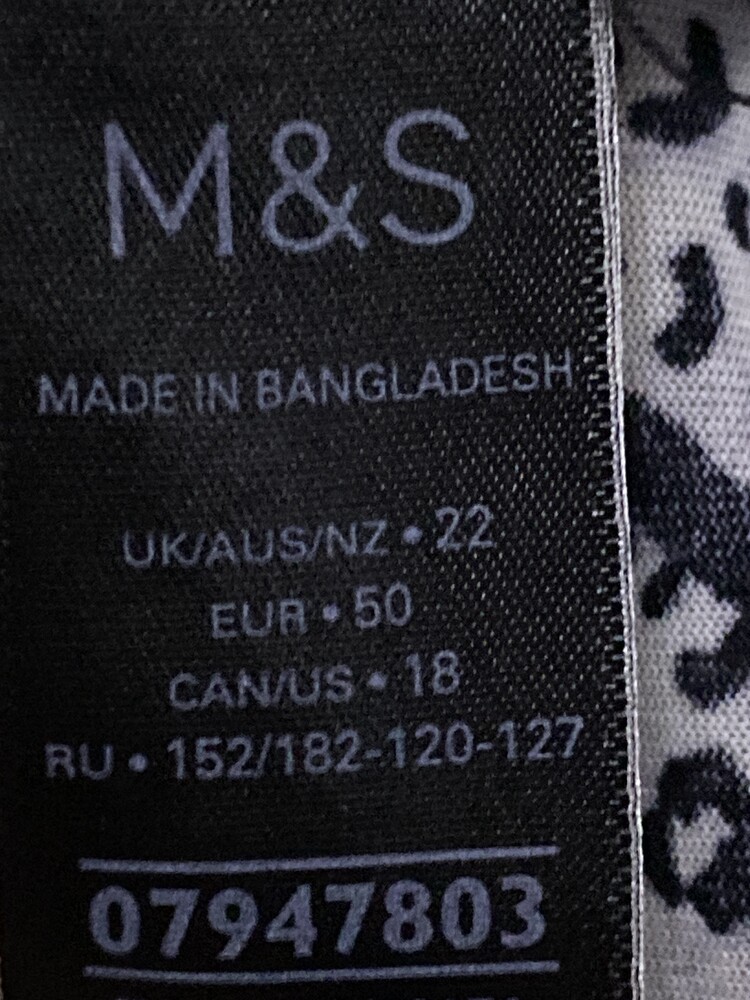 M&S
MADE IN BANGLADESH
UK/AUS/NZ • 22
EUR • 50
CAN/US • 18
RU • 152/182-120-127
07947803